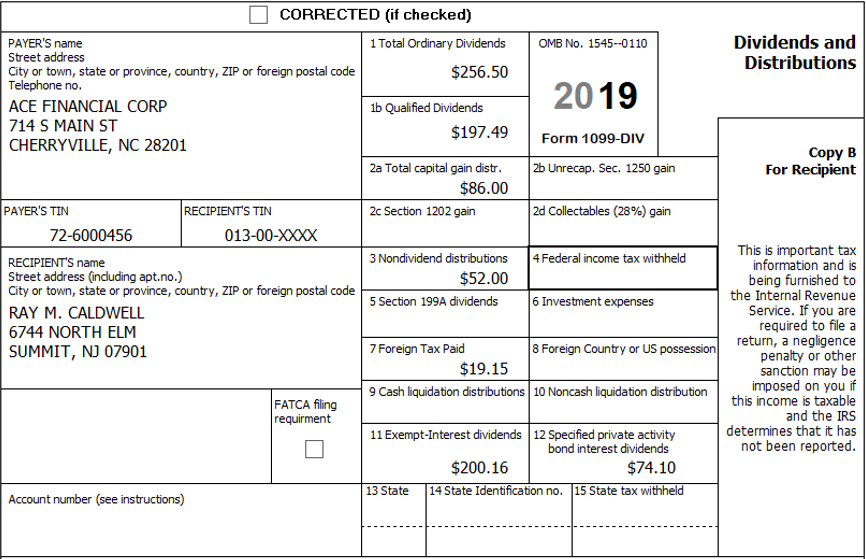 CORRECTED (if checked)
PAYER'S name
Street address
City or town, state or province, country, ZIP or foreign postal code
Telephone no.
ACE FINANCIAL CORP
714 S MAIN ST
CHERRYVILLE, NC 28201
1 Total Ordinary Dividends
$256.50
1b Qualified Dividends
$197.49
OMB No. 1545--0110
2019
Form 1099-DIV
Dividends and
Distributions
2a Total capital gain distr.
$86.00
2b Unrecap. Sec. 1250 gain
Copy B
For Recipient
PAYER'S TIN
72-6000456
RECIPIENT'S TIN
013-00-XXXX
2c Section 1202 gain
2d Collectables (28%) gain
RECIPIENT'S name
Street address (including apt.no.)
City or town, state or province, country, ZIP or foreign postal code
RAY M. CALDWELL
6744 NORTH ELM
SUMMIT, NJ 07901
3 Nondividend distributions
$52.00
4 Federal income tax withheld
5 Section 199A dividends
6 Investment expenses
7 Foreign Tax Paid
$19.15
8 Foreign Country or US possession
This is important tax
information and is
being furnished to
the Internal Revenue
Service. If you are
required to file a
return, a negligence
penalty or other
sanction may be
imposed on you if
this income is taxable
and the IRS
determines that it has
not been reported.
FATCA filing
requirment
9 Cash liquidation distributions
10 Noncash liquidation distribution
11 Exempt-Interest dividends
$200.16
12 Specified private activity
bond interest dividends
$74.10
Account number (see instructions)
13 State
14 State Identification no.
15 State tax withheld